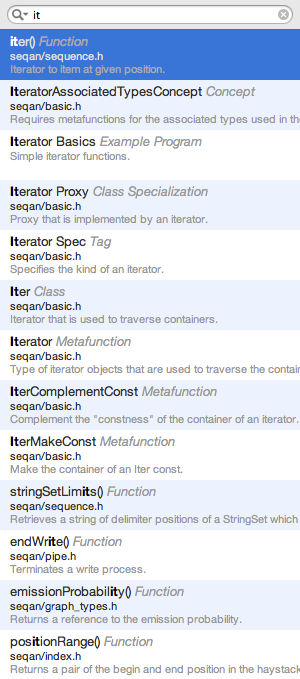 it
iter() Function
seqan/sequence.h
Iterator to item at given position.
IteratorAssociatedTypesConcept Concept
seqan/basic.h
Requires metafunctions for the associated types used in the
Iterator Basics Example Program
Simple iterator functions.
Iterator Proxy Class Specialization
seqan/basic.h
Proxy that is implemented by an iterator.
Iterator Spec Tag
seqan/basic.h
Specifies the kind of an iterator.
Iter Class
seqan/basic.h
Iterator that is used to traverse containers.
Iterator Metafunction
seqan/basic.h
Type of iterator objects that are used to traverse the contain
IterComplementConst Metafunction
seqan/basic.h
Complement the "constness" of the container of an iterator.
IterMakeConst Metafunction
seqan/basic.h
Make the container of an Iter const.
stringSetLimits() Function
seqan/sequence.h
Retrieves a string of delimiter positions of a StringSet which
endWrite() Function
seqan/pipe.h
Terminates a write process.
emissionProbability() Function
seqan/graph_types.h
Returns a reference to the emission probability.
positionRange() Function
seqan/index.h
Returns a pair of the begin and end position in the haystack